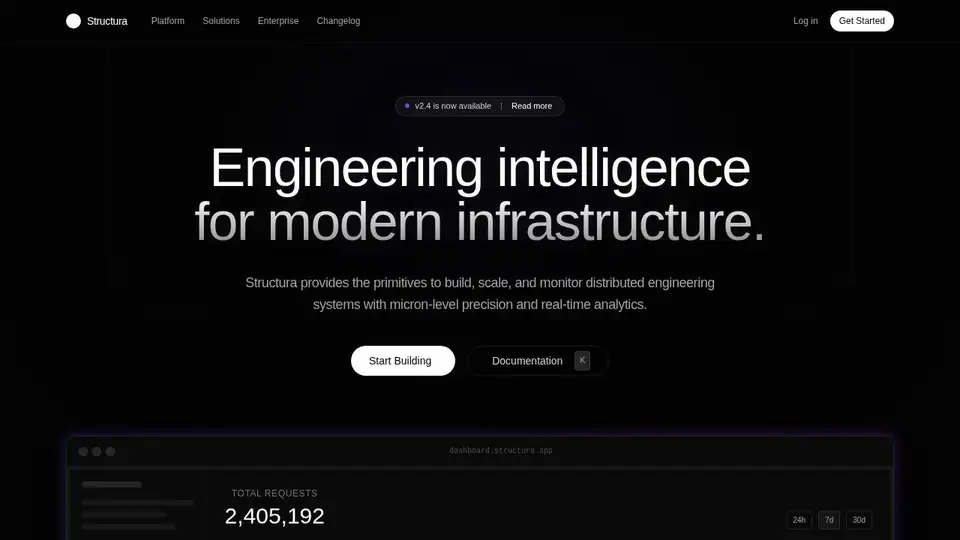 Structura Platform Solutions Enterprise Changelog Log in Get Started
v2.4 is now available | Read more
Engineering intelligence
for modern infrastructure.
Structura provides the primitives to build, scale, and monitor distributed engineering
systems with micron-level precision and real-time analytics.
Start Building Documentation K
dashboard.structura.app
TOTAL REQUESTS
2,405,192
24h 7d 30d